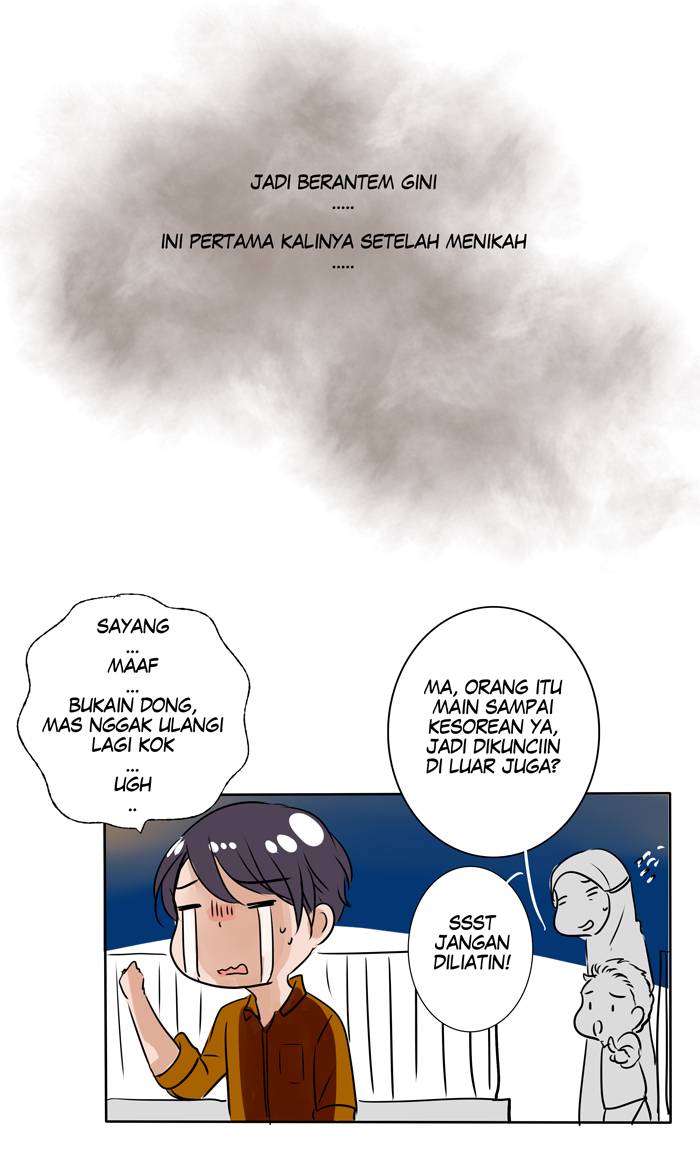 JADI BERANTEM GINI
.....
INI PERTAMA KALINYA SETELAH MENIKAH
.....
SAYANG
...
MAAF
...
BUKAIN DONG,
MAS NGGAK ULANGI
LAGI KOK
...
UGH
..
MA, ORANG ITU
MAIN SAMPAI
KESOREAN YA,
JADI DIKUNCIIN
DI LUAR JUGA?
SSST
JANGAN
DILIATIN!